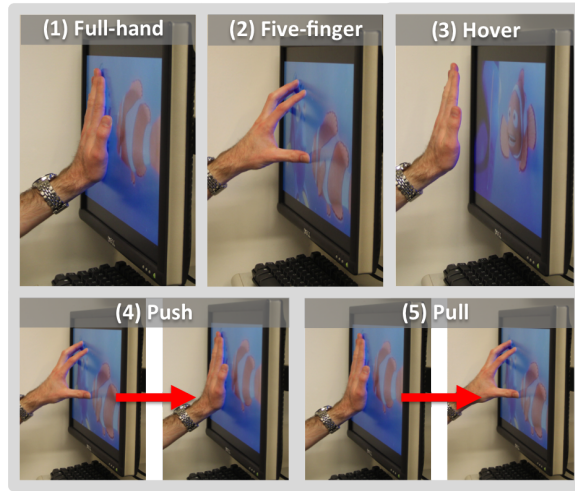 (1) Full-hand
(2) Five-finger
(3) Hover
(4) Push
(5) Pull